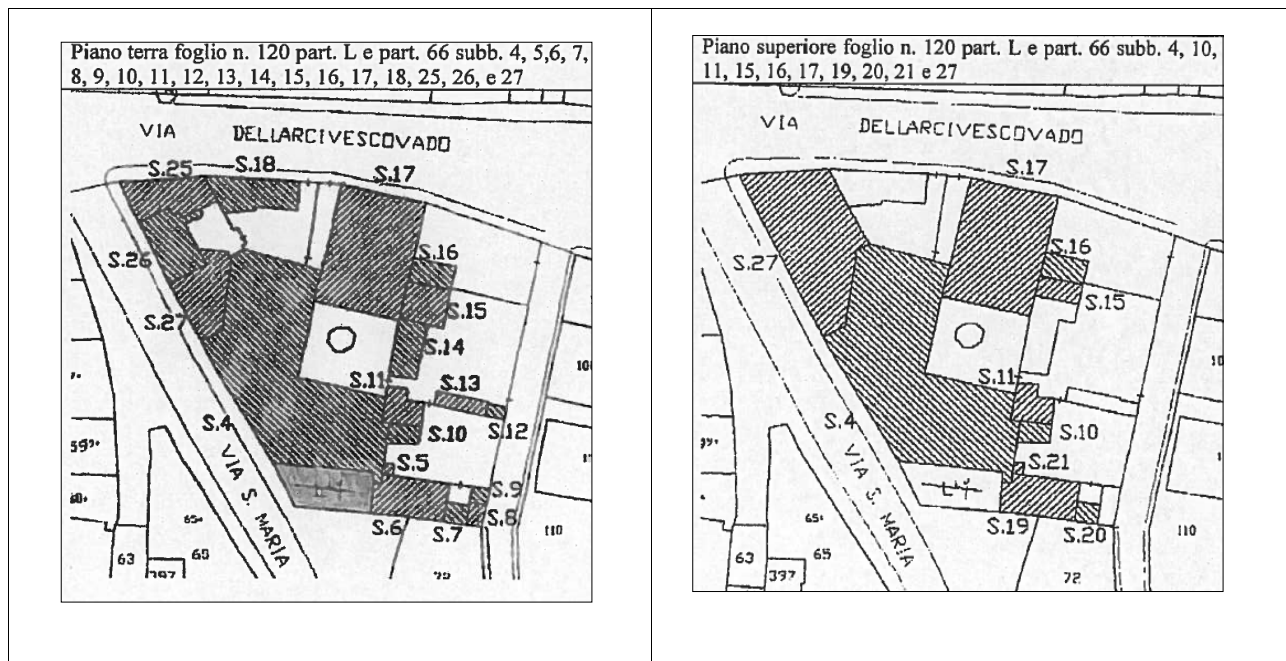 Piano terra foglio n. 120 part. L e part. 66 subb. 4, 5,6, 7,
8, 9, 10, 11, 12, 13, 14, 15, 16, 17, 18, 25, 26, e 27
VIA DELLARCIVESCOVADO
S.25 S.18 S.17
S.16
S.26
S.15
S.27
S.14
S.11 S.13
S.12
S.4
S.10
S.5
VIA S. MARIA
S.9
S.8
S.6
S.7
65
63
65
397
110
72
Piano superiore foglio n. 120 part. L e part. 66 subb. 4, 10,
11, 15, 16, 17, 19, 20, 21 e 27
VIA DELLARCIVESCOVADO
S.17
S.16
S.27
S.15
S.11
S.4
S.10
S.21
VIA S. MARIA
L
S.19
S.20
65
63
65
397
110
72